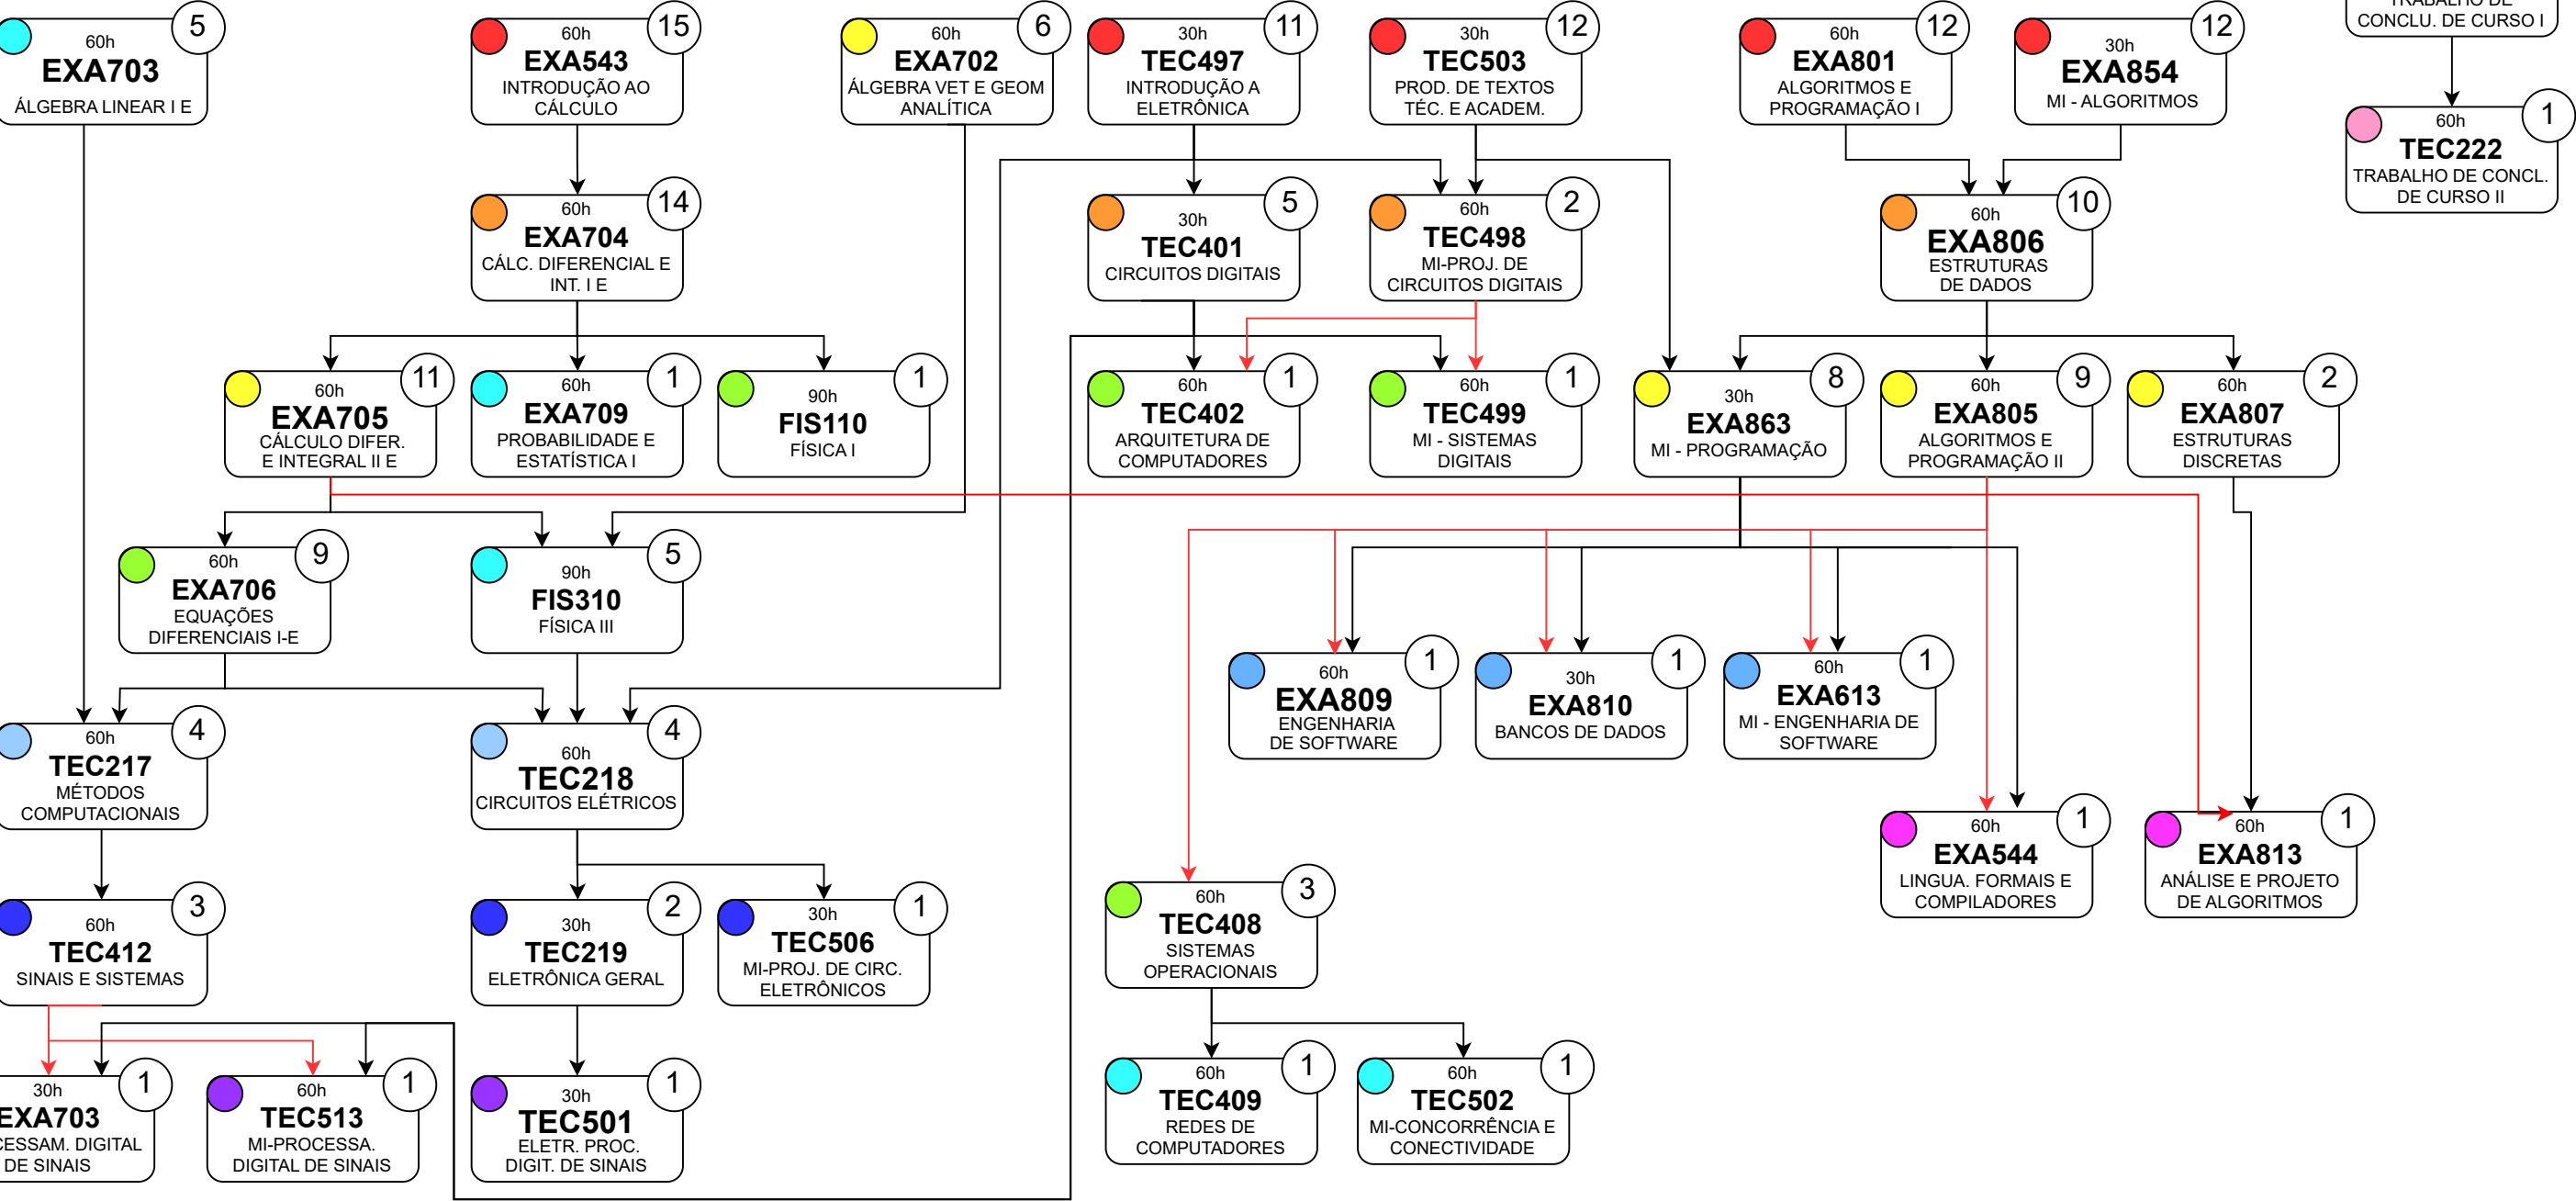 60h
5
EXA703
ÁLGEBRA LINEAR I E
60h
15
EXA543
INTRODUÇÃO AO
CÁLCULO
60h
6
EXA702
ÁLGEBRA VET E GEOM
ANALÍTICA
30h
11
TEC497
INTRODUÇÃO A
ELETRÔNICA
30h
12
TEC503
PROD. DE TEXTOS
TÉC. E ACADEM.
60h
12
EXA801
ALGORITMOS E
PROGRAMAÇÃO I
30h
12
EXA854
MI - ALGORITMOS
TRABALHO DE
CONCLU. DE CURSO I
60h
1
TEC222
TRABALHO DE CONCL.
DE CURSO II
60h
14
EXA704
CÁLC. DIFERENCIAL E
INT. I E
30h
5
TEC401
CIRCUITOS DIGITAIS
60h
2
TEC498
MI-PROJ. DE
CIRCUITOS DIGITAIS
60h
10
EXA806
ESTRUTURAS
DE DADOS
60h
11
EXA705
CÁLCULO DIFER.
E INTEGRAL II E
60h
1
EXA709
PROBABILIDADE E
ESTATÍSTICA I
90h
1
FIS110
FÍSICA I
60h
1
TEC402
ARQUITETURA DE
COMPUTADORES
60h
1
TEC499
MI - SISTEMAS
DIGITAIS
30h
8
EXA863
MI - PROGRAMAÇÃO
60h
9
EXA805
ALGORITMOS E
PROGRAMAÇÃO II
60h
2
EXA807
ESTRUTURAS
DISCRETAS
60h
9
EXA706
EQUAÇÕES
DIFERENCIAIS I-E
90h
5
FIS310
FÍSICA III
60h
1
EXA809
ENGENHARIA
DE SOFTWARE
30h
1
EXA810
BANCOS DE DADOS
60h
1
EXA613
MI - ENGENHARIA DE
SOFTWARE
60h
4
TEC217
MÉTODOS
COMPUTACIONAIS
60h
4
TEC218
CIRCUITOS ELÉTRICOS
60h
1
EXA544
LINGUA. FORMAIS E
COMPILADORES
60h
1
EXA813
ANÁLISE E PROJETO
DE ALGORITMOS
60h
3
TEC412
SINAIS E SISTEMAS
30h
2
TEC219
ELETRÔNICA GERAL
30h
1
TEC506
MI-PROJ. DE CIRC.
ELETRÔNICOS
60h
3
TEC408
SISTEMAS
OPERACIONAIS
30h
1
EXA703
CESSAM. DIGITAL
DE SINAIS
60h
1
TEC513
MI-PROCESSA.
DIGITAL DE SINAIS
30h
1
TEC501
ELETR. PROC.
DIGIT. DE SINAIS
60h
1
TEC409
REDES DE
COMPUTADORES
60h
1
TEC502
MI-CONCORRÊNCIA E
CONECTIVIDADE